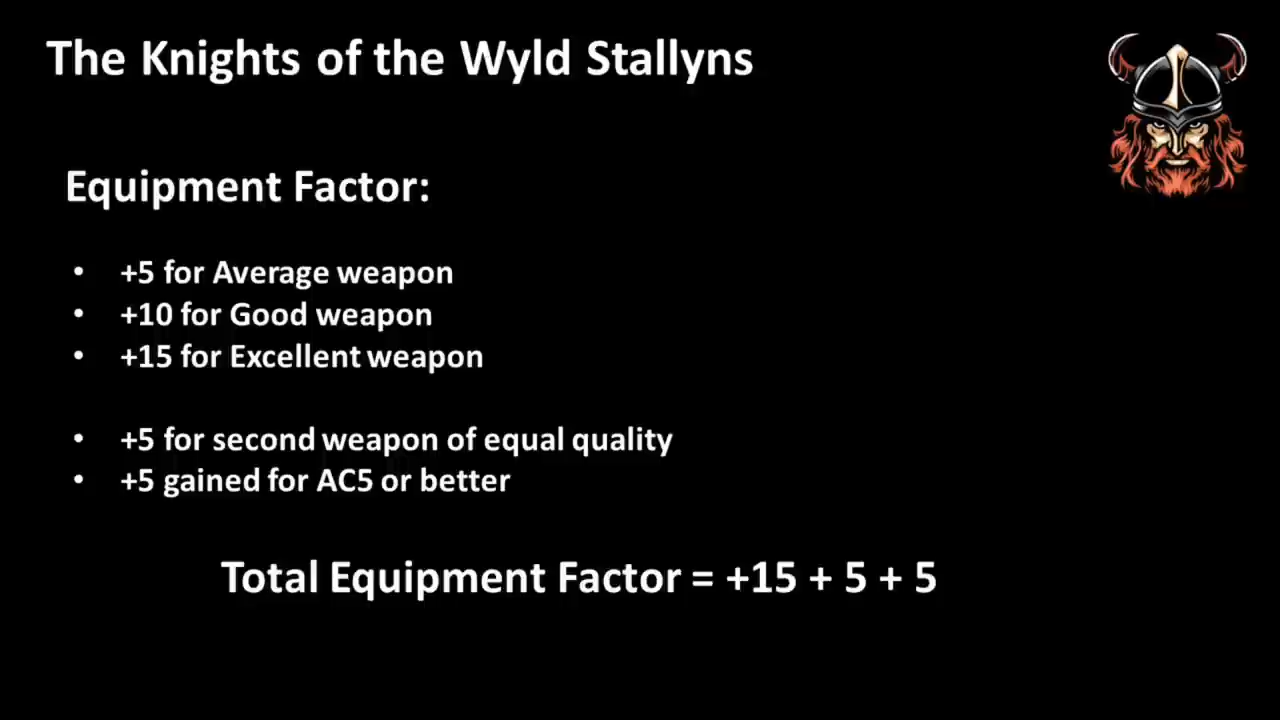 The Knights of the Wyld Stallyns
Equipment Factor:
• +5 for Average weapon
• +10 for Good weapon
• +15 for Excellent weapon
• +5 for second weapon of equal quality
• +5 gained for AC5 or better
Total Equipment Factor = +15 + 5 + 5